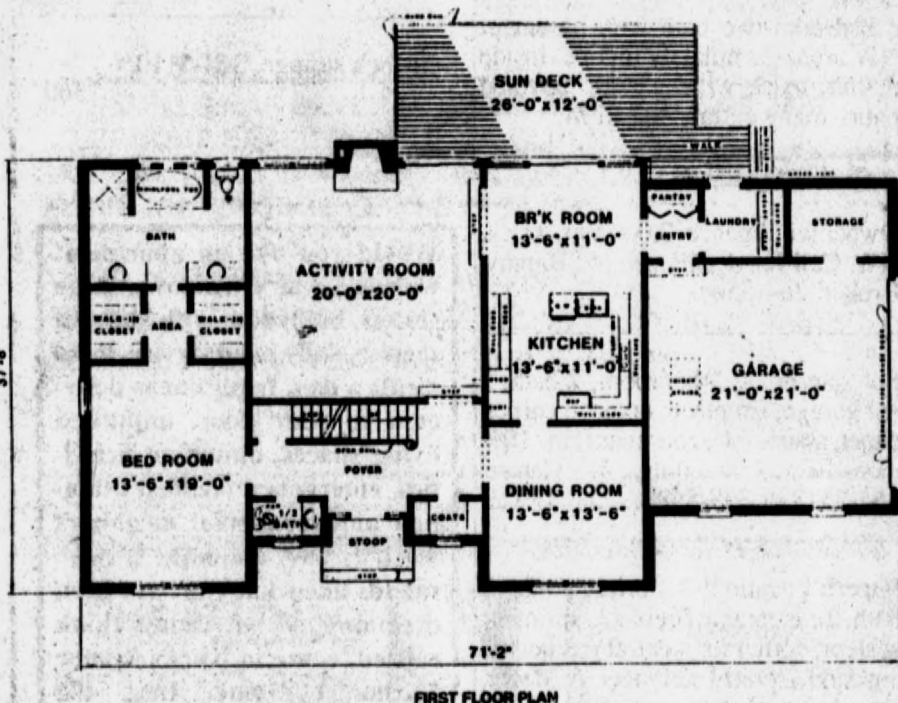 SUN DECK
26'-0"x12'-0"
WALK
WHIRLPOOL TUB
BATH
WALK-IN
CLOSET
AREA
WALK-IN
CLOSET
ACTIVITY ROOM
20'-0"x20'-0"
BR'K ROOM
13'-6"x11'-0"
PANTRY
ENTRY
LAUNDRY
STORAGE
STEP
KITCHEN
13'-6"x11'-0"
GARAGE
21'-0"x21'-0"
STEP
BED ROOM
13'-6"x19'-0"
FOYER
1/2
BATH
STOOP
COATS
STEP
DINING ROOM
13'-6"x13'-6"
71'-2"
FIRST FLOOR PLAN